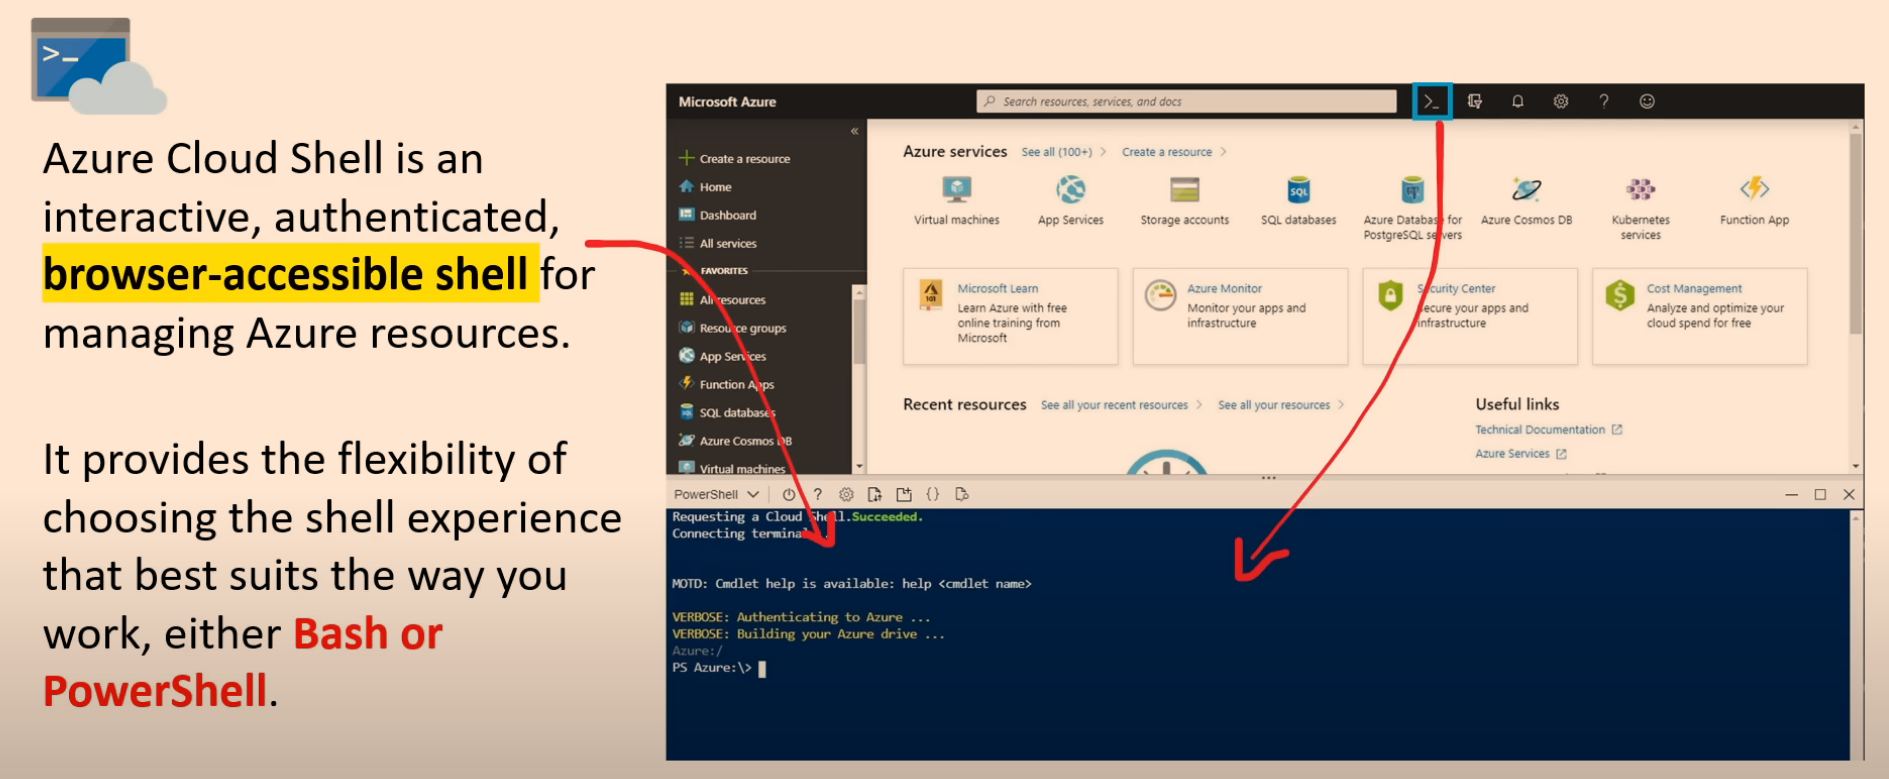 >_
Azure Cloud Shell is an
interactive, authenticated,
browser-accessible shell for
managing Azure resources.
It provides the flexibility of
choosing the shell experience
that best suits the way you
work, either Bash or
PowerShell.
Microsoft Azure
Search resources, services, and docs
>_
?
«
Create a resource
Home
Dashboard
All services
FAVORITES
All resources
Resource groups
App Services
Function Apps
SQL databases
Azure Cosmos DB
Virtual machines
Azure services See all (100+) > Create a resource >
Virtual machines
App Services
Storage accounts
SQL
SQL databases
Azure Database for
PostgreSQL servers
Azure Cosmos DB
Kubernetes
services
Function App
101
Microsoft Learn
Learn Azure with free
online training from
Microsoft
Azure Monitor
Monitor your apps and
infrastructure
Security Center
Secure your apps and
infrastructure
$
Cost Management
Analyze and optimize your
cloud spend for free
Recent resources See all your recent resources > See all your resources >
Useful links
Technical Documentation
Azure Services
PowerShell ? {}
Requesting a Cloud Shell.Succeeded.
Connecting terminal
MOTD: Cmdlet help is available: help <cmdlet name>
VERBOSE: Authenticating to Azure ...
VERBOSE: Building your Azure drive ...
Azure:/
PS Azure:\>